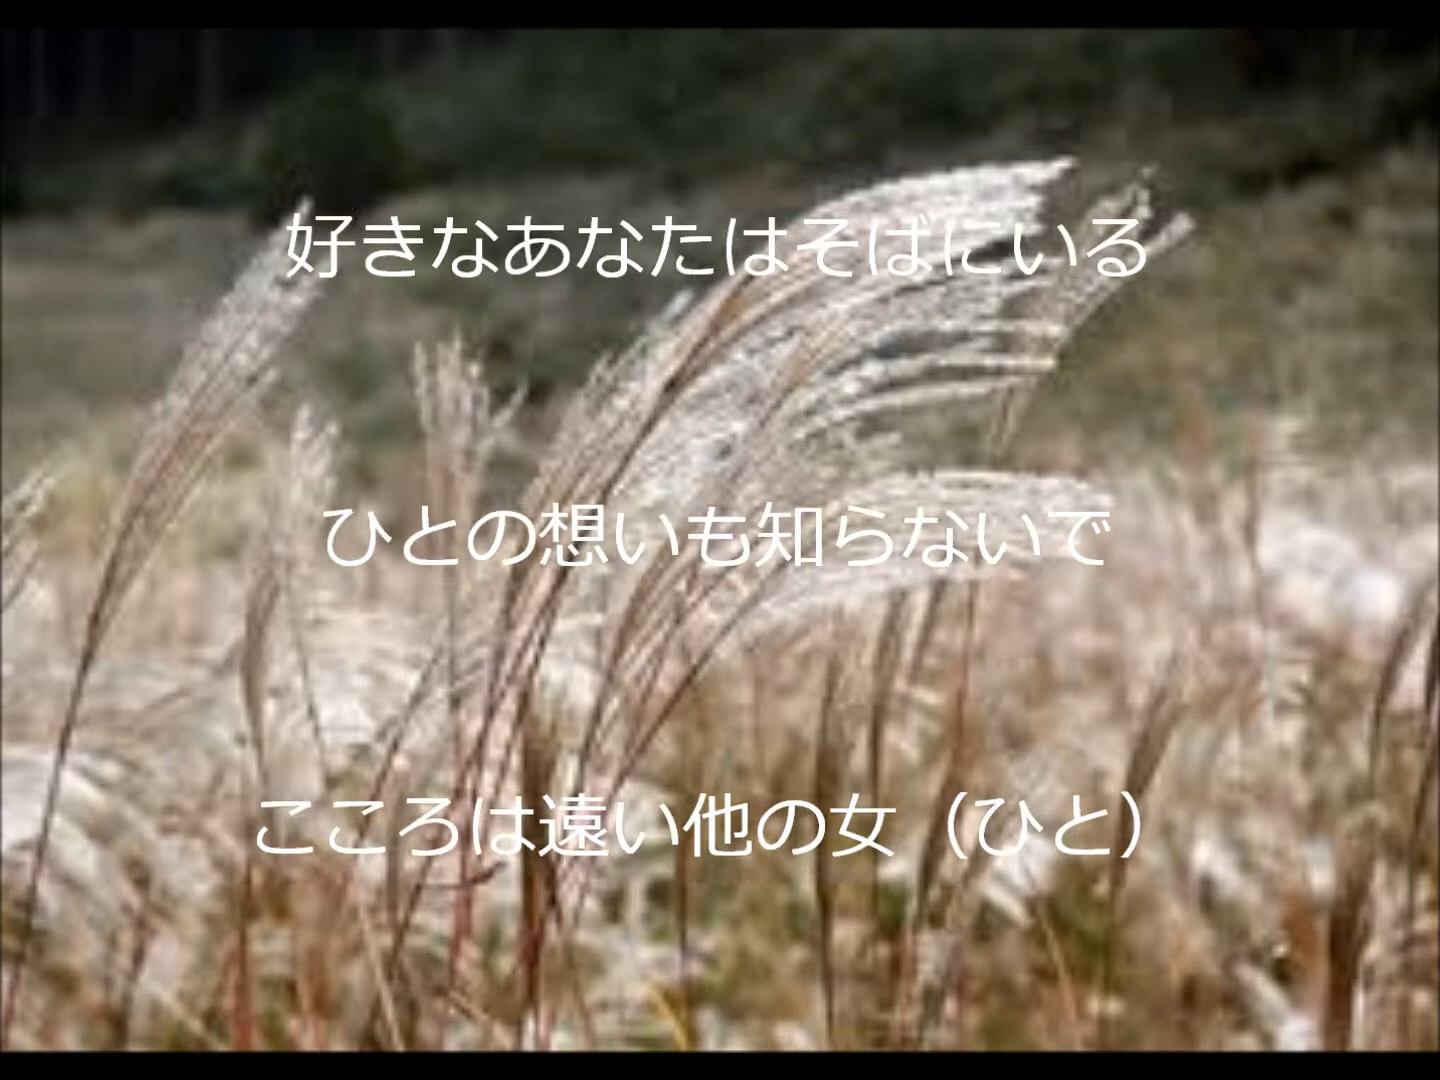 好きなあなたはそばにいる
ひとの想いも知らないで
こころは遠い他の女（ひと）